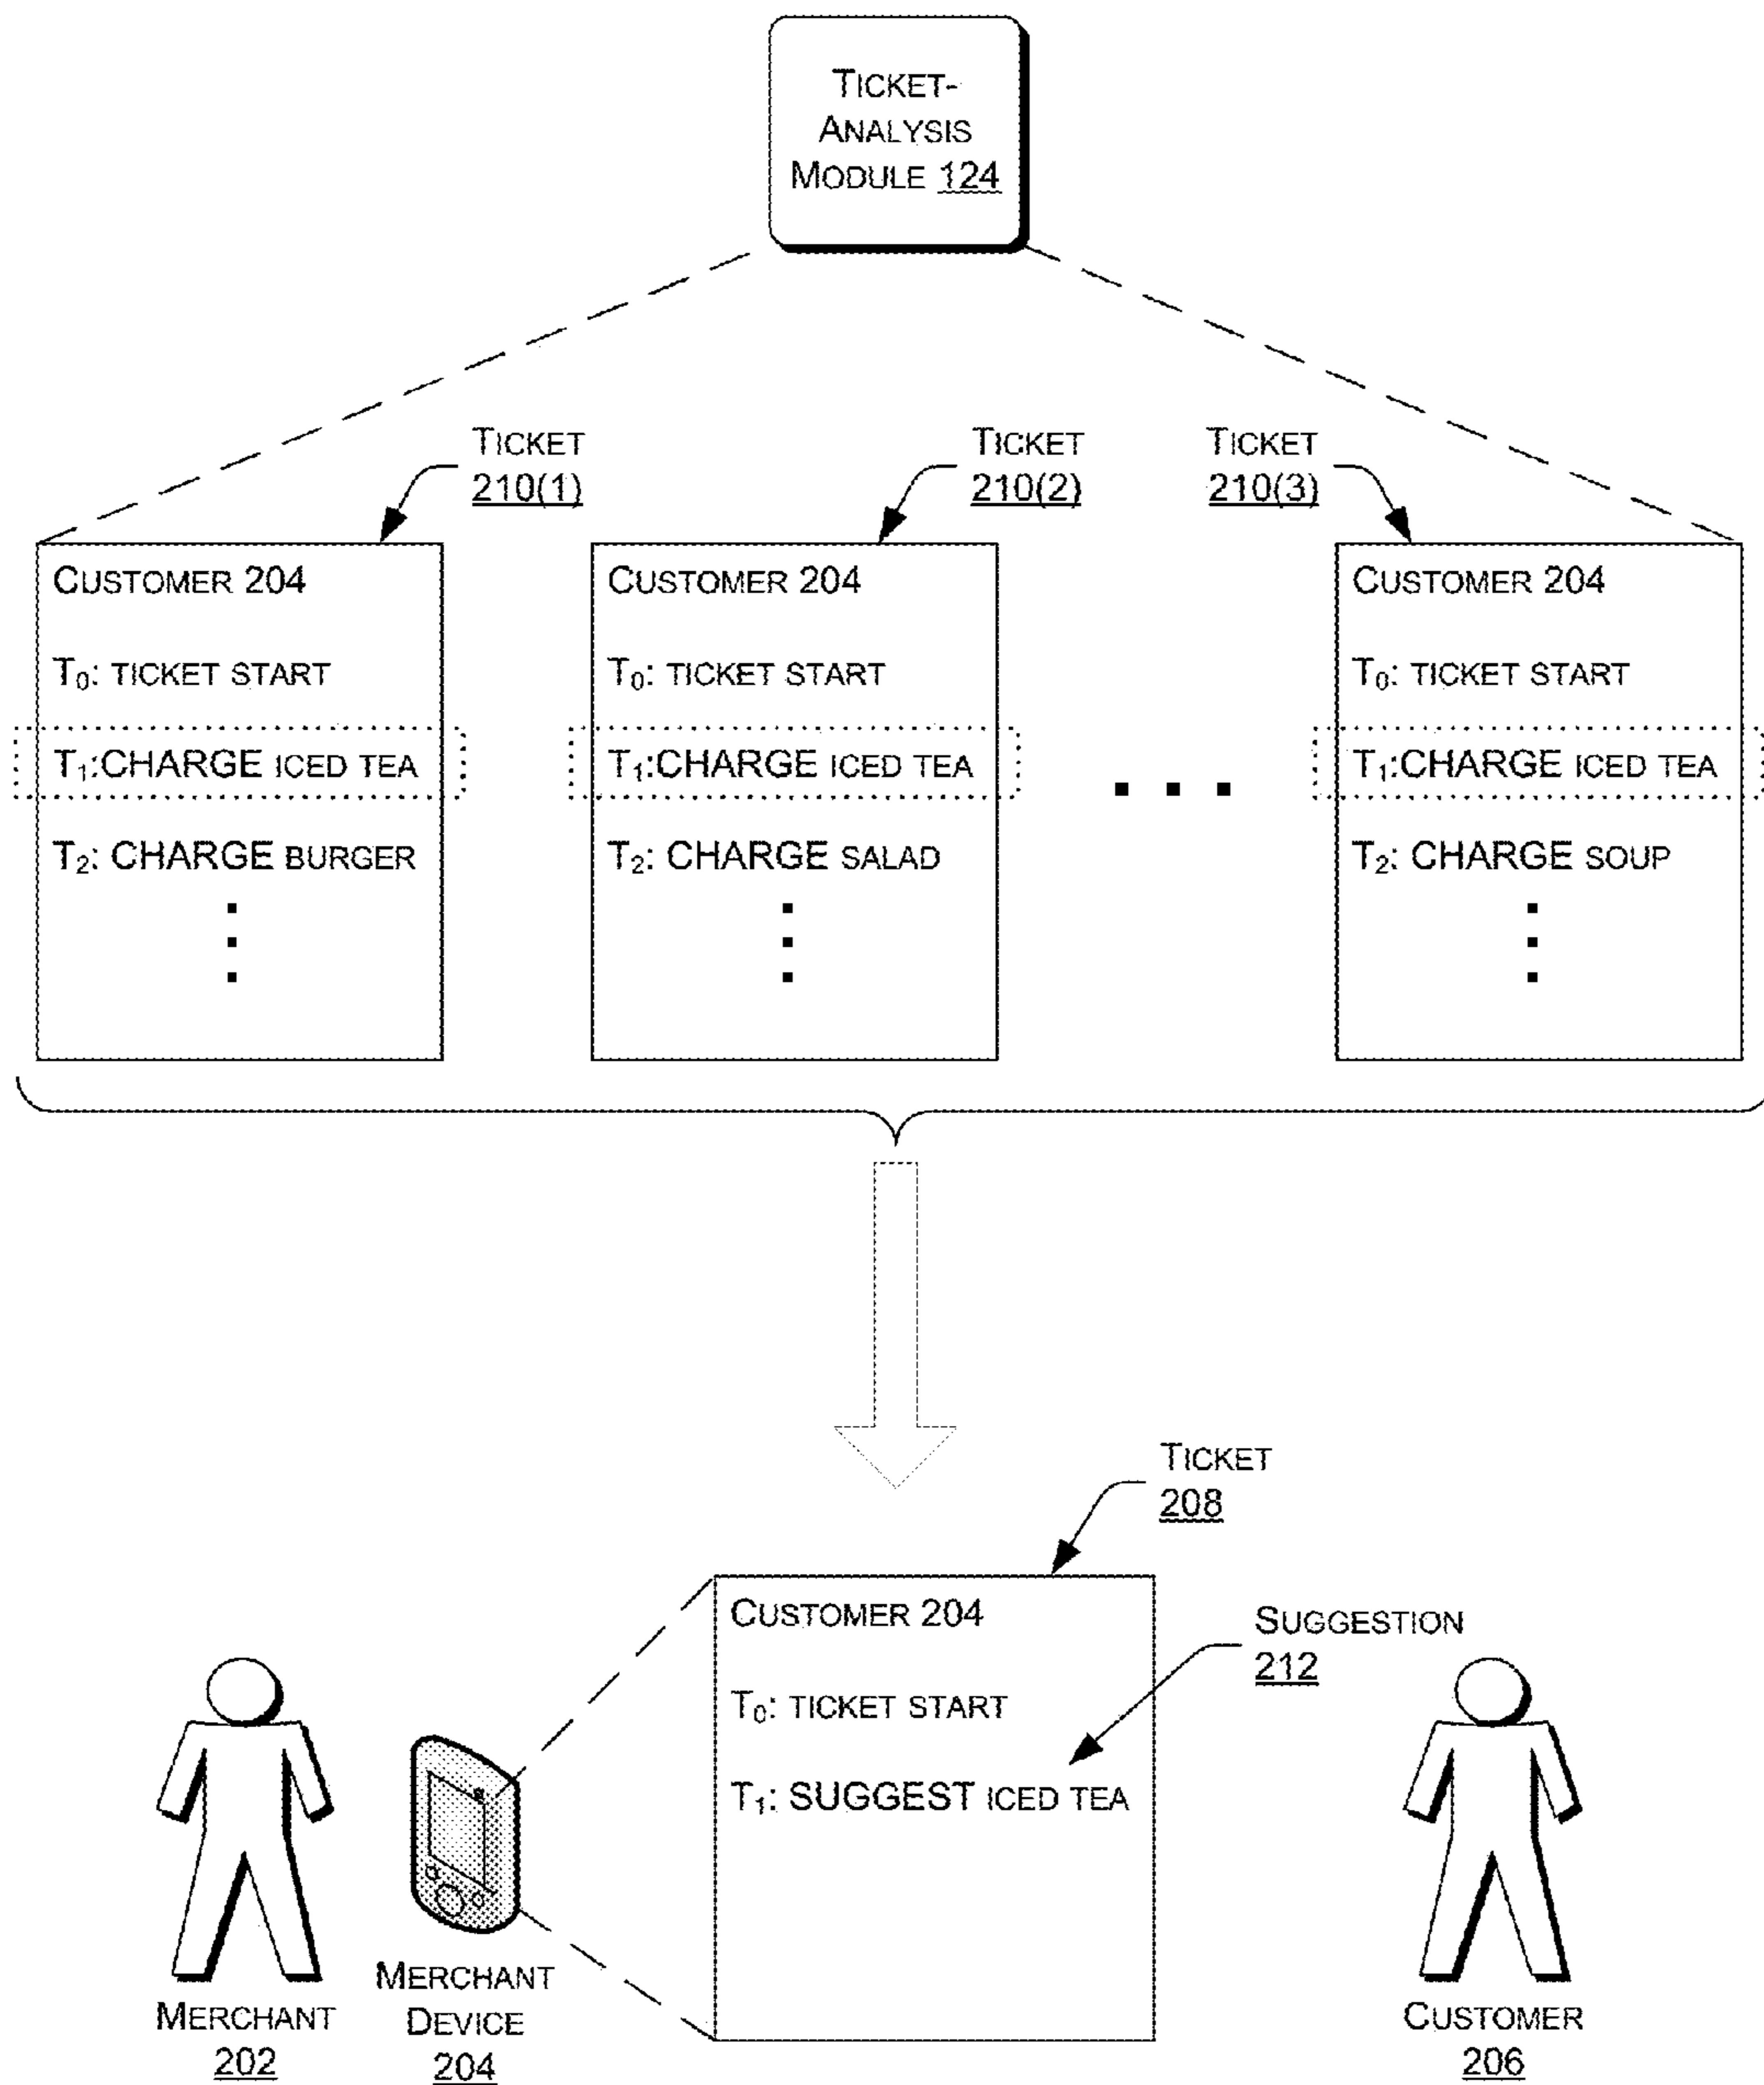 TICKET-
ANALYSIS
MODULE 124
TICKET
210(1)
TICKET
210(2)
TICKET
210(3)
CUSTOMER 204
T0: TICKET START
T1:CHARGE ICED TEA
T2: CHARGE BURGER
CUSTOMER 204
T0: TICKET START
T1:CHARGE ICED TEA
T2: CHARGE SALAD
. . .
CUSTOMER 204
T0: TICKET START
T1:CHARGE ICED TEA
T2: CHARGE SOUP
TICKET
208
CUSTOMER 204
T0: TICKET START
T1: SUGGEST ICED TEA
SUGGESTION
212
MERCHANT
202
MERCHANT
DEVICE
204
CUSTOMER
206